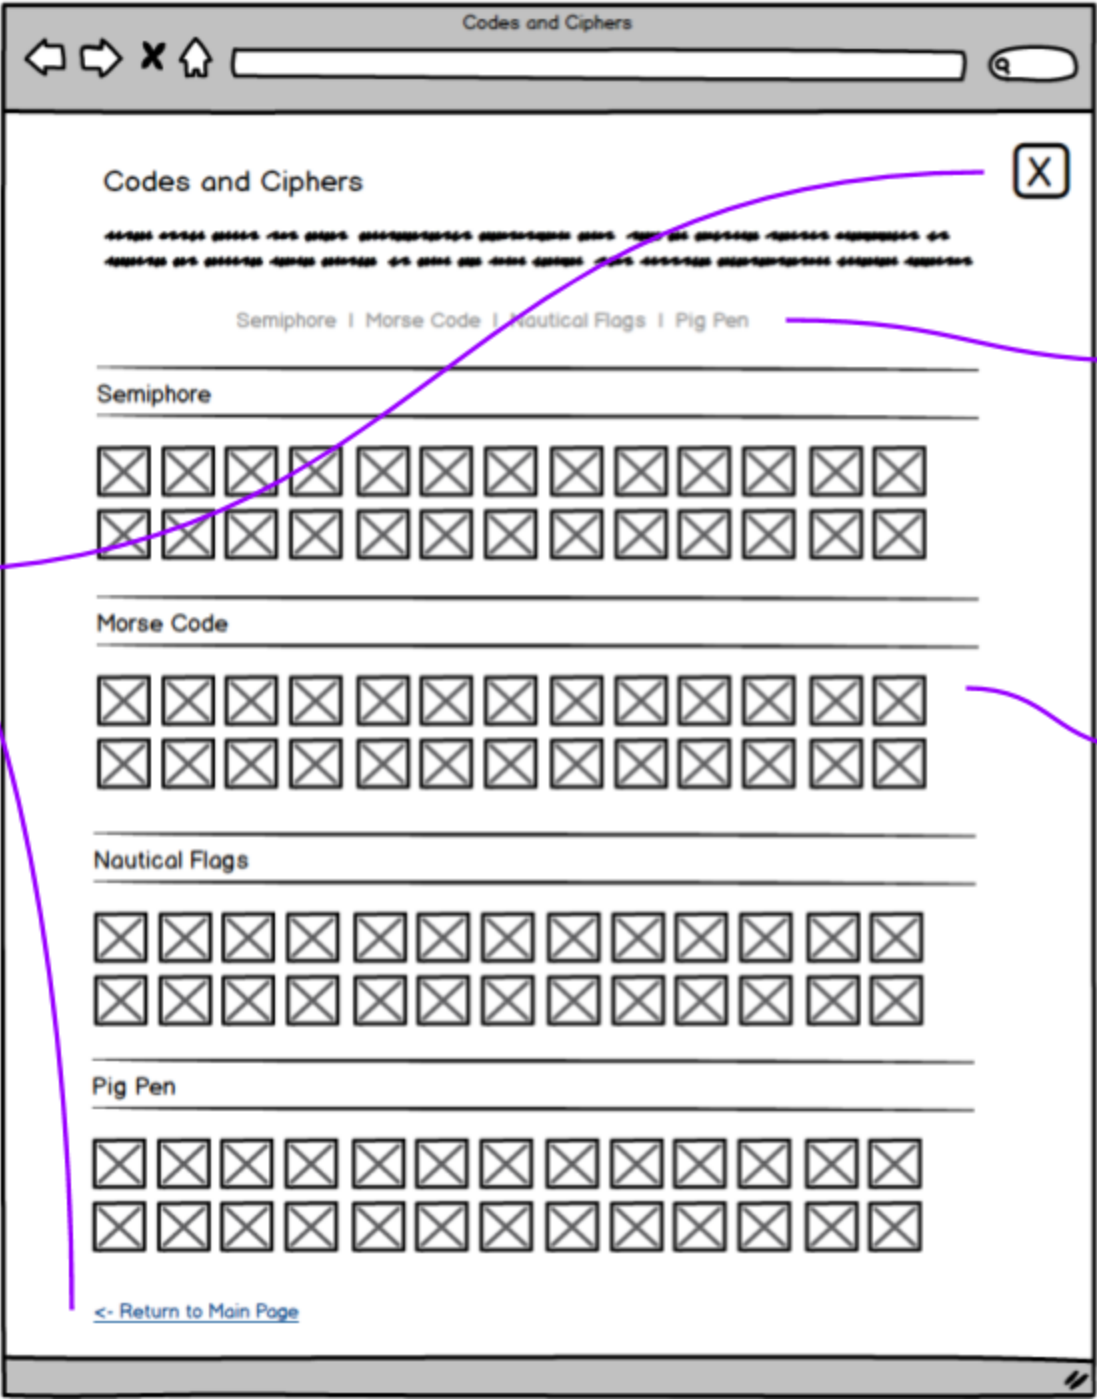 Codes and Ciphers
X
Codes and Ciphers
Semiphore | Morse Code | Nautical Flags | Pig Pen
Semiphore
Morse Code
Nautical Flags
Pig Pen
<- Return to Main Page